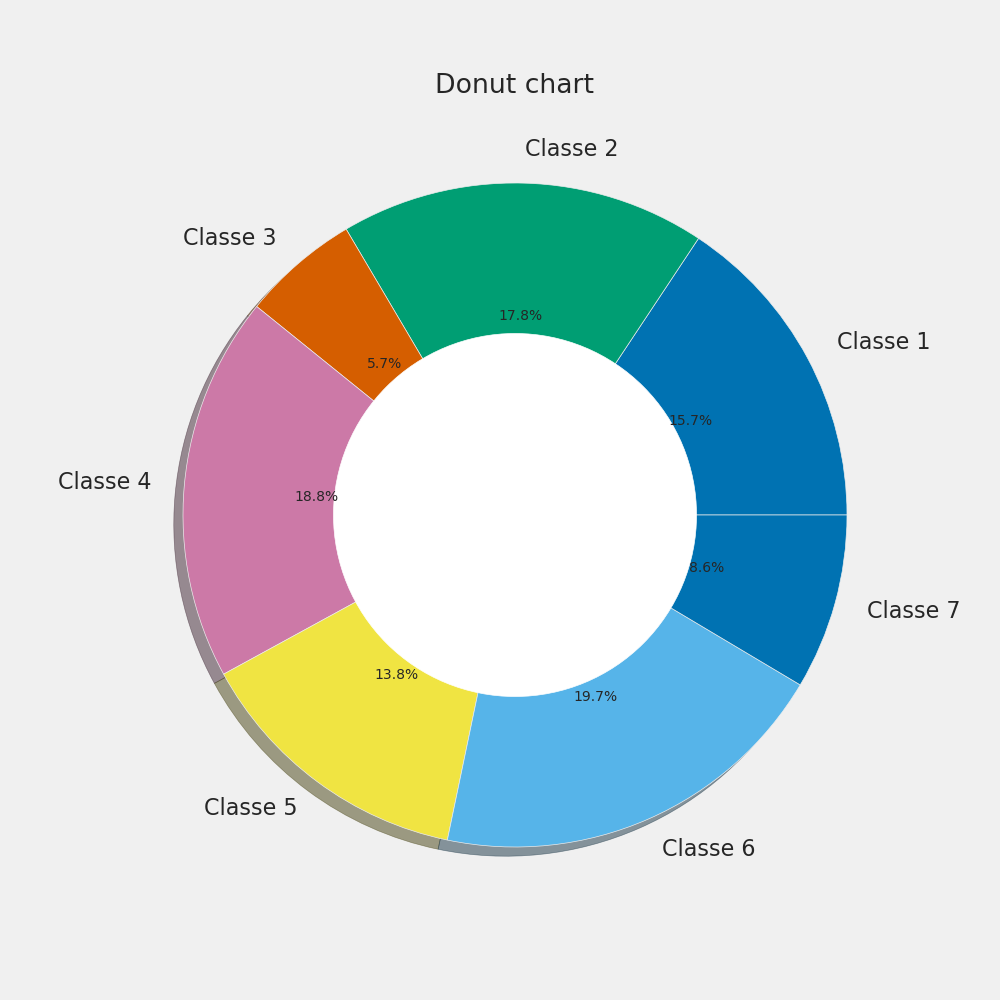 Donut chart
Classe 2
Classe 3
Classe 1
17.8%
5.7%
15.7%
Classe 4
18.8%
8.6%
Classe 7
13.8%
19.7%
Classe 5
Classe 6